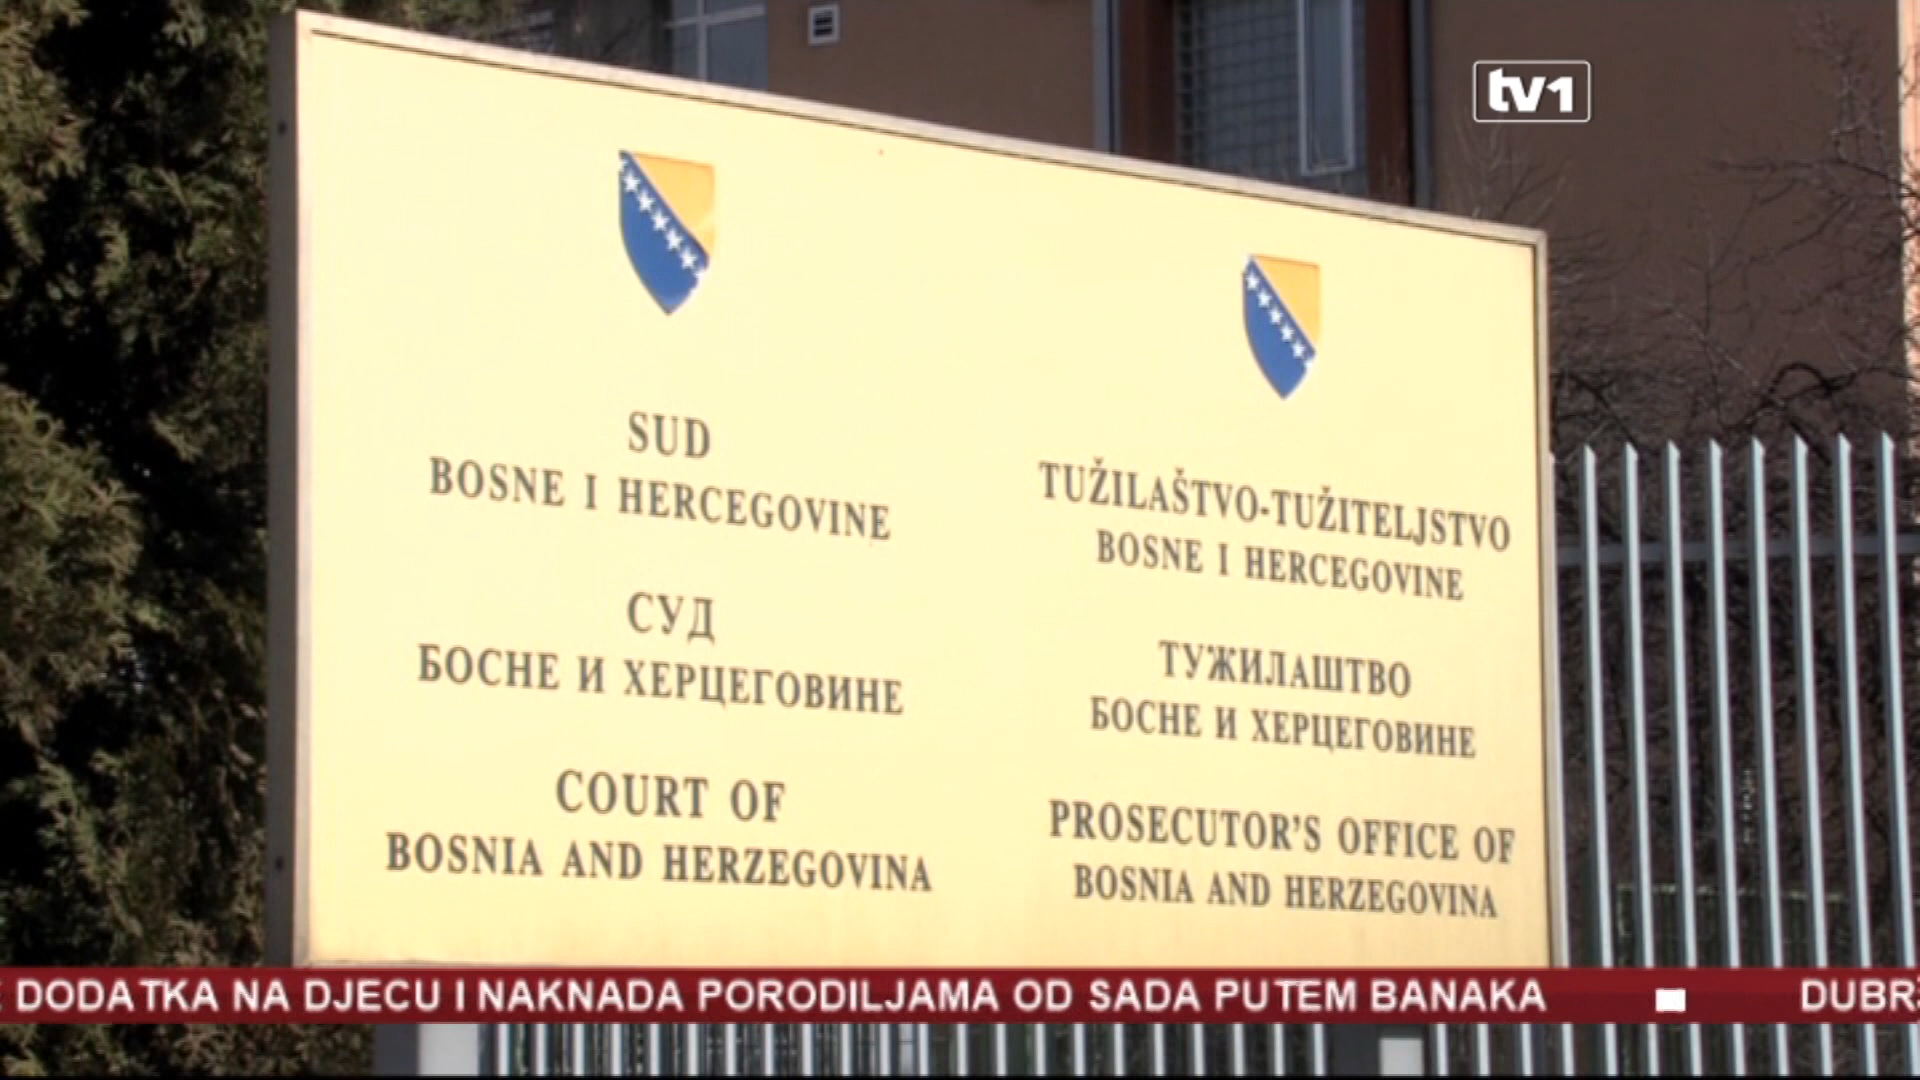 tv1
SUD
BOSNE I HERCEGOVINE
СУД
БОСНЕ И ХЕРЦЕГОВИНЕ
COURT OF
BOSNIA AND HERZEGOVINA
TUŽILAŠTVO-TUŽITELJSTVO
BOSNE I HERCEGOVINE
ТУЖИЛАШТВО
БОСНЕ И ХЕРЦЕГОВИНЕ
PROSECUTOR'S OFFICE OF
BOSNIA AND HERZEGOVINA
DODATKA NA DJECU I NAKNADA PORODILJAMA OD SADA PUTEM BANAKA